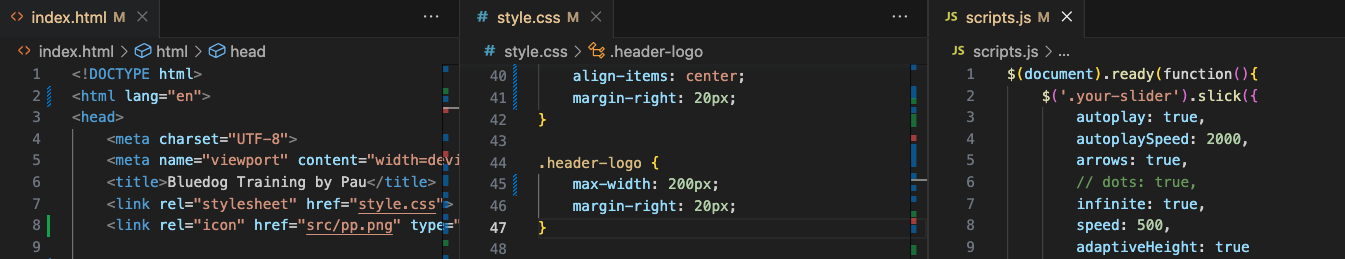 index.html M
index.html > html > head
1 <!DOCTYPE html>
2 <html lang="en">
3 <head>
4 <meta charset="UTF-8">
5 <meta name="viewport" content="width=devi
6 <title>Bluedog Training by Pau</title>
7 <link rel="stylesheet" href="style.css">
8 <link rel="icon" href="src/pp.png" type="
9
# style.css M
# style.css > .header-logo
40 align-items: center;
41 margin-right: 20px;
42 }
43
44 .header-logo {
45 max-width: 200px;
46 margin-right: 20px;
47 }
48
JS scripts.js M
JS scripts.js > ...
1 $(document).ready(function(){
2 $('.your-slider').slick({
3 autoplay: true,
4 autoplaySpeed: 2000,
5 arrows: true,
6 // dots: true,
7 infinite: true,
8 speed: 500,
9 adaptiveHeight: true